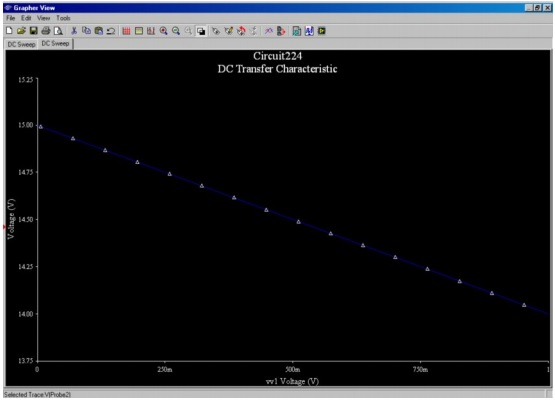 Grapher View
File Edit View Tools
DC Sweep DC Sweep
Circuit224
DC Transfer Characteristic
15.25
15.00
14.75
14.50
14.25
14.00
13.75
Voltage (V)
0 250m 500m 750m 1
vv1 Voltage (V)
Selected Trace:V(Probe2)